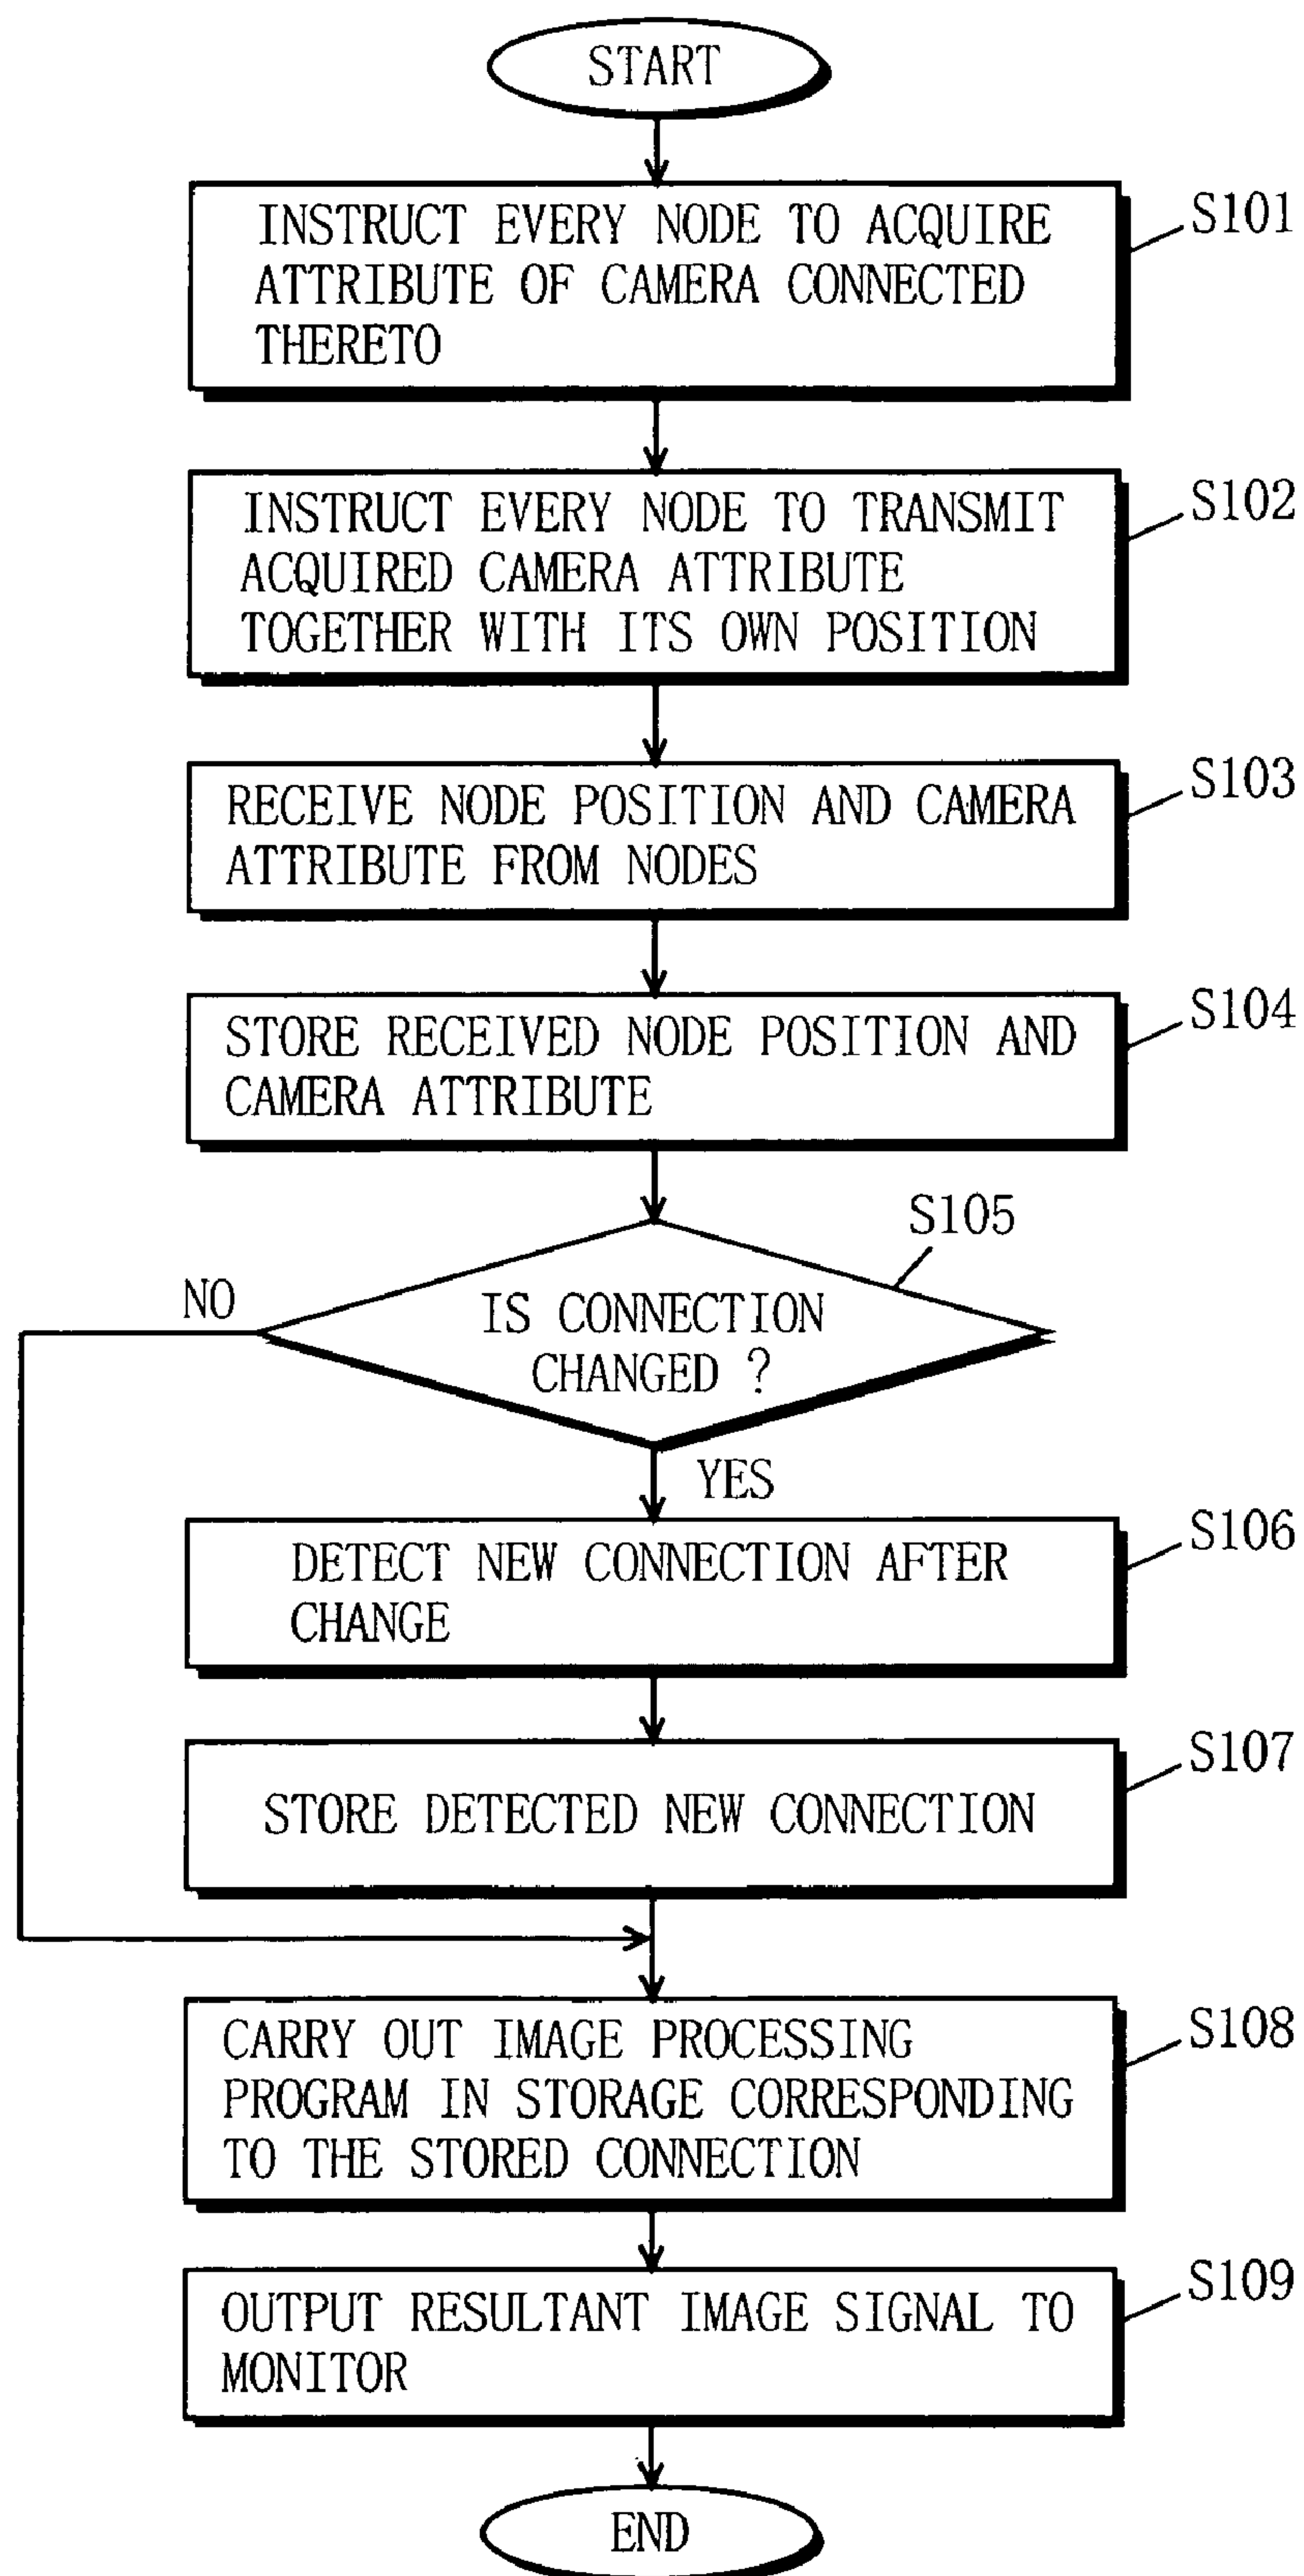 START
INSTRUCT EVERY NODE TO ACQUIRE
ATTRIBUTE OF CAMERA CONNECTED
THERETO
S101
INSTRUCT EVERY NODE TO TRANSMIT
ACQUIRED CAMERA ATTRIBUTE
TOGETHER WITH ITS OWN POSITION
S102
RECEIVE NODE POSITION AND CAMERA
ATTRIBUTE FROM NODES
S103
STORE RECEIVED NODE POSITION AND
CAMERA ATTRIBUTE
S104
S105
NO
IS CONNECTION
CHANGED ?
YES
DETECT NEW CONNECTION AFTER
CHANGE
S106
STORE DETECTED NEW CONNECTION
S107
CARRY OUT IMAGE PROCESSING
PROGRAM IN STORAGE CORRESPONDING
TO THE STORED CONNECTION
S108
OUTPUT RESULTANT IMAGE SIGNAL TO
MONITOR
S109
END